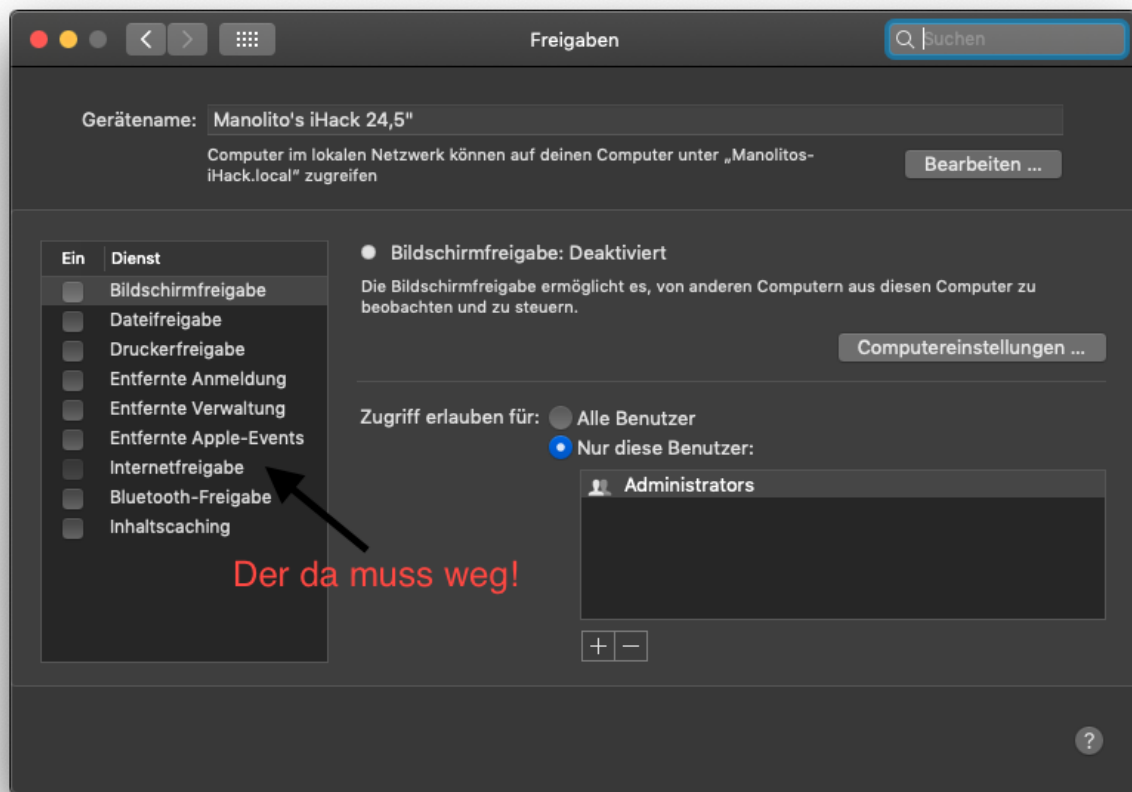 Freigaben
Suchen
Gerätename: Manolito's iHack 24,5"
Computer im lokalen Netzwerk können auf deinen Computer unter „Manolitos-
iHack.local“ zugreifen
Bearbeiten ...
Ein Dienst
Bildschirmfreigabe
Dateifreigabe
Druckerfreigabe
Entfernte Anmeldung
Entfernte Verwaltung
Entfernte Apple-Events
Internetfreigabe
Bluetooth-Freigabe
Inhaltscaching
Der da muss weg!
Bildschirmfreigabe: Deaktiviert
Die Bildschirmfreigabe ermöglicht es, von anderen Computern aus diesen Computer zu
beobachten und zu steuern.
Computereinstellungen ...
Zugriff erlauben für: Alle Benutzer
Nur diese Benutzer:
Administrators
+ −
?